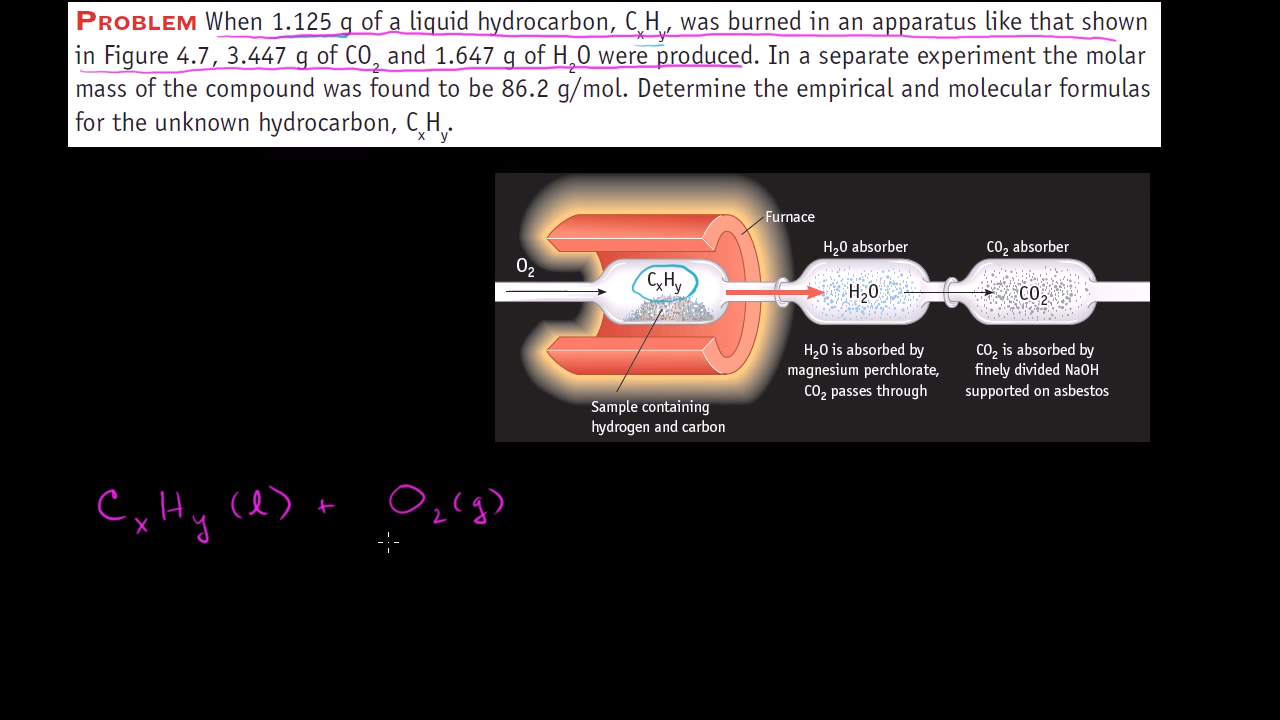 PROBLEM When 1.125 g of a liquid hydrocarbon, CxHy, was burned in an apparatus like that shown
in Figure 4.7, 3.447 g of CO2 and 1.647 g of H2O were produced. In a separate experiment the molar
mass of the compound was found to be 86.2 g/mol. Determine the empirical and molecular formulas
for the unknown hydrocarbon, CxHy.
Furnace
H2O absorber
CO2 absorber
O2
CxHy
H2O
CO2
H2O is absorbed by
magnesium perchlorate,
CO2 passes through
CO2 is absorbed by
finely divided NaOH
supported on asbestos
Sample containing
hydrogen and carbon
CxHy (l) + O2 (g)